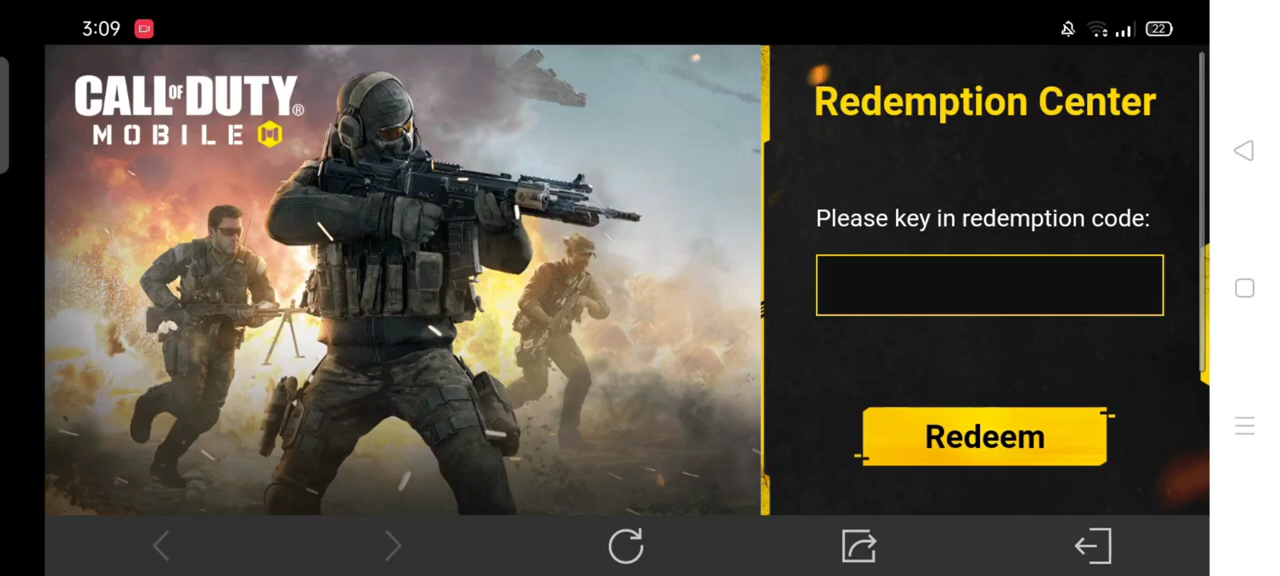 3:09
22
CALL OF DUTY®
MOBILE
Redemption Center
Please key in redemption code:
Redeem